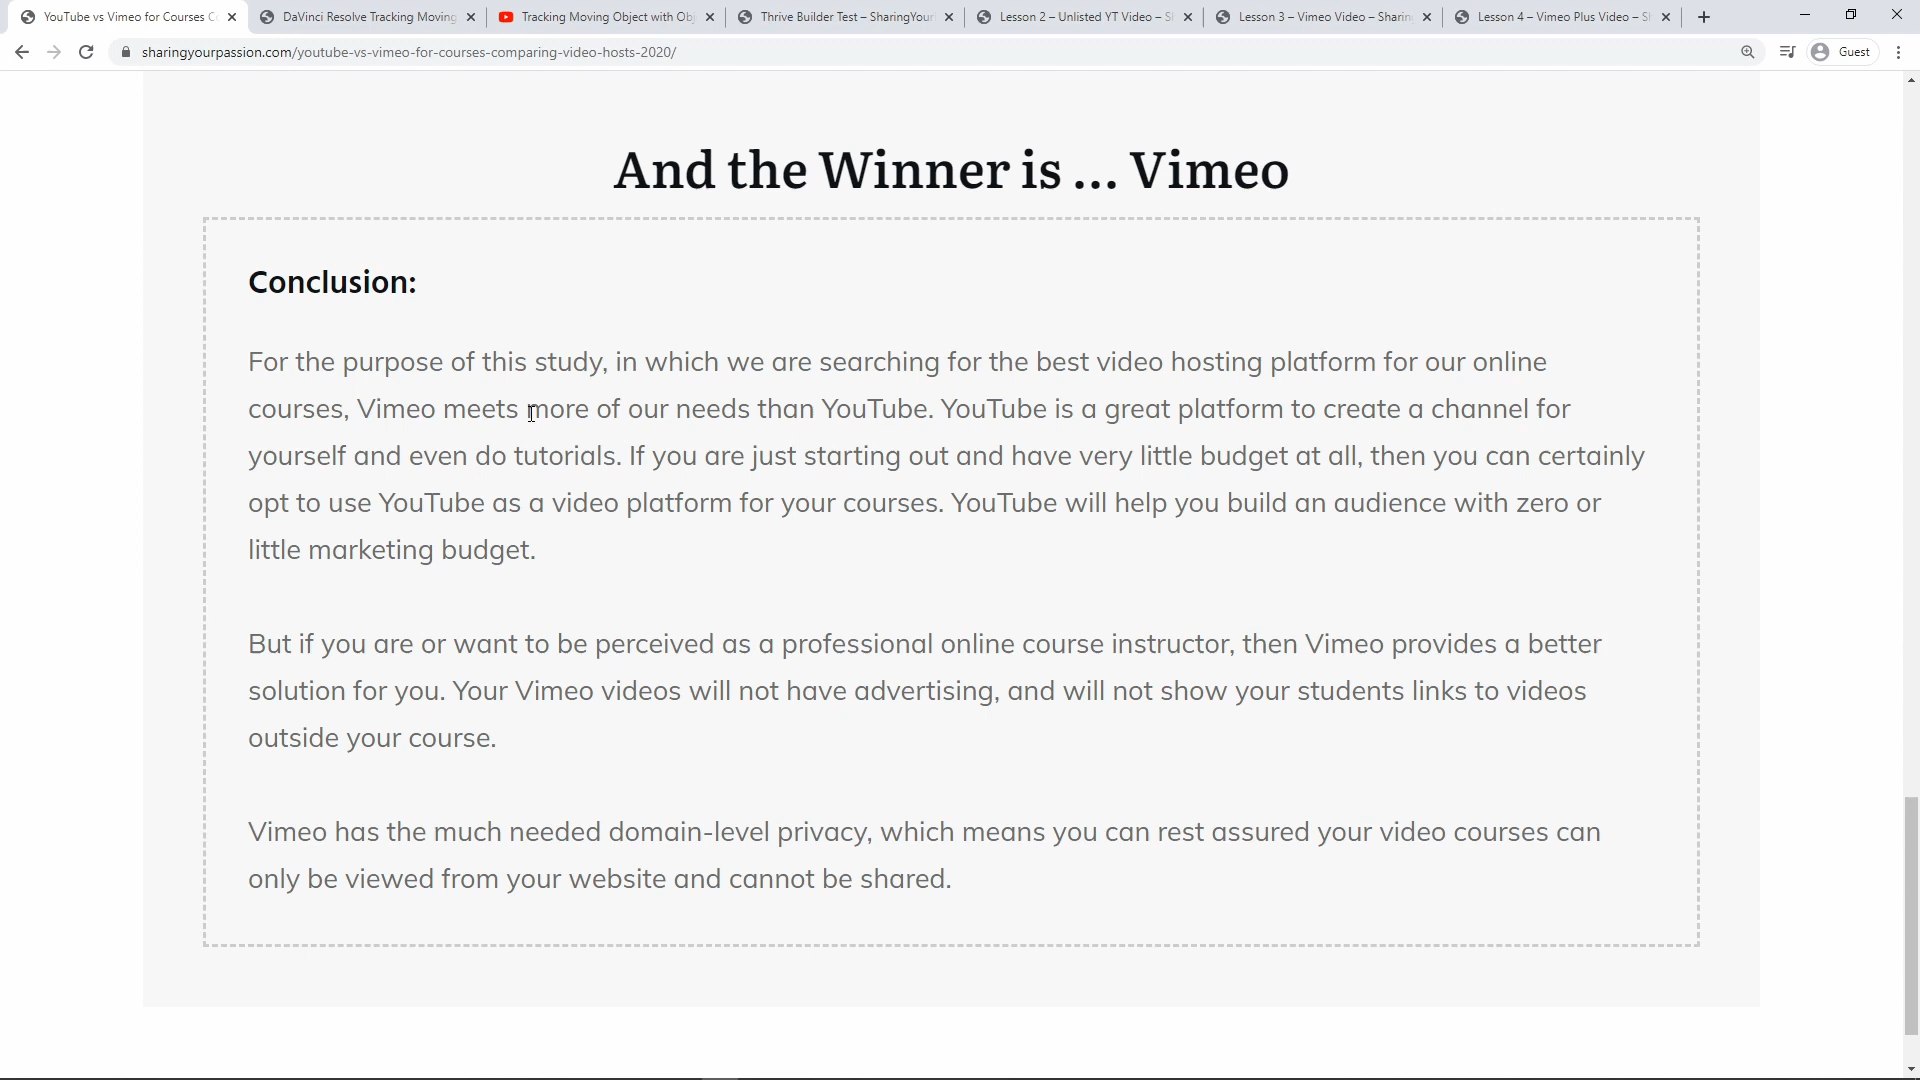 YouTube vs Vimeo for Courses C
DaVinci Resolve Tracking Moving
Tracking Moving Object with Obj
Thrive Builder Test – SharingYour
Lesson 2 – Unlisted YT Video – S
Lesson 3 – Vimeo Video – Sharin
Lesson 4 – Vimeo Plus Video – S
sharingyourpassion.com/youtube-vs-vimeo-for-courses-comparing-video-hosts-2020/
Guest
And the Winner is ... Vimeo
Conclusion:
For the purpose of this study, in which we are searching for the best video hosting platform for our online
courses, Vimeo meets more of our needs than YouTube. YouTube is a great platform to create a channel for
yourself and even do tutorials. If you are just starting out and have very little budget at all, then you can certainly
opt to use YouTube as a video platform for your courses. YouTube will help you build an audience with zero or
little marketing budget.
But if you are or want to be perceived as a professional online course instructor, then Vimeo provides a better
solution for you. Your Vimeo videos will not have advertising, and will not show your students links to videos
outside your course.
Vimeo has the much needed domain-level privacy, which means you can rest assured your video courses can
only be viewed from your website and cannot be shared.